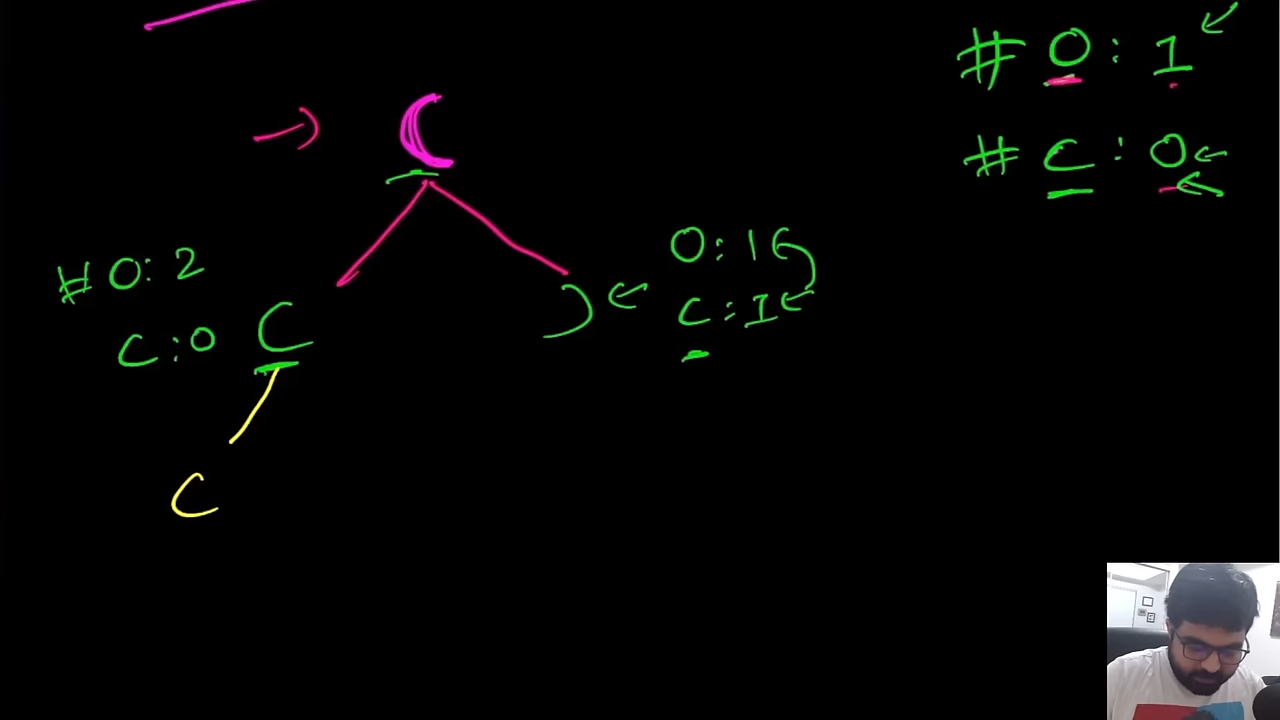 # O : 1
# C : 0
(
# O : 2
C : 0
(
)
O : 1
C : 1
(